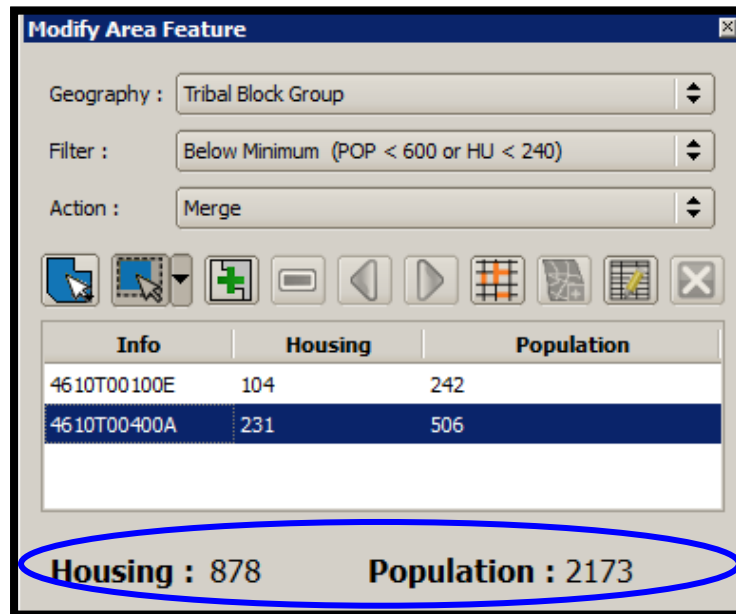 Modify Area Feature
Geography : Tribal Block Group
Filter : Below Minimum (POP < 600 or HU < 240)
Action : Merge
Info Housing Population
4610T00100E 104 242
4610T00400A 231 506
Housing : 878 Population : 2173